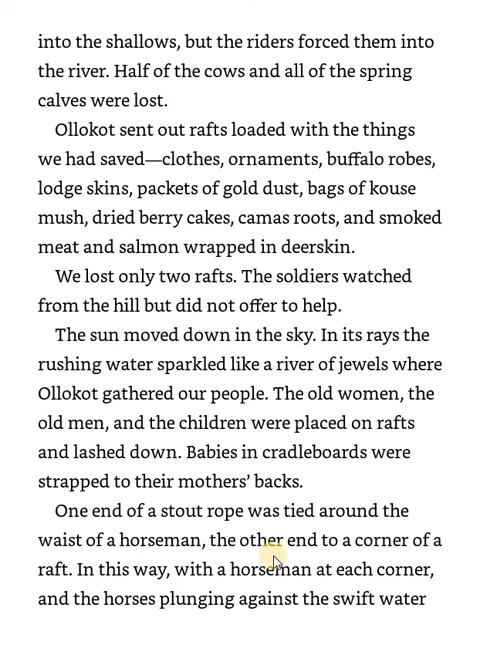 into the shallows, but the riders forced them into
the river. Half of the cows and all of the spring
calves were lost.
Ollokot sent out rafts loaded with the things
we had saved—clothes, ornaments, buffalo robes,
lodge skins, packets of gold dust, bags of kouse
mush, dried berry cakes, camas roots, and smoked
meat and salmon wrapped in deerskin.
We lost only two rafts. The soldiers watched
from the hill but did not offer to help.
The sun moved down in the sky. In its rays the
rushing water sparkled like a river of jewels where
Ollokot gathered our people. The old women, the
old men, and the children were placed on rafts
and lashed down. Babies in cradleboards were
strapped to their mothers’ backs.
One end of a stout rope was tied around the
waist of a horseman, the other end to a corner of a
raft. In this way, with a horseman at each corner,
and the horses plunging against the swift water